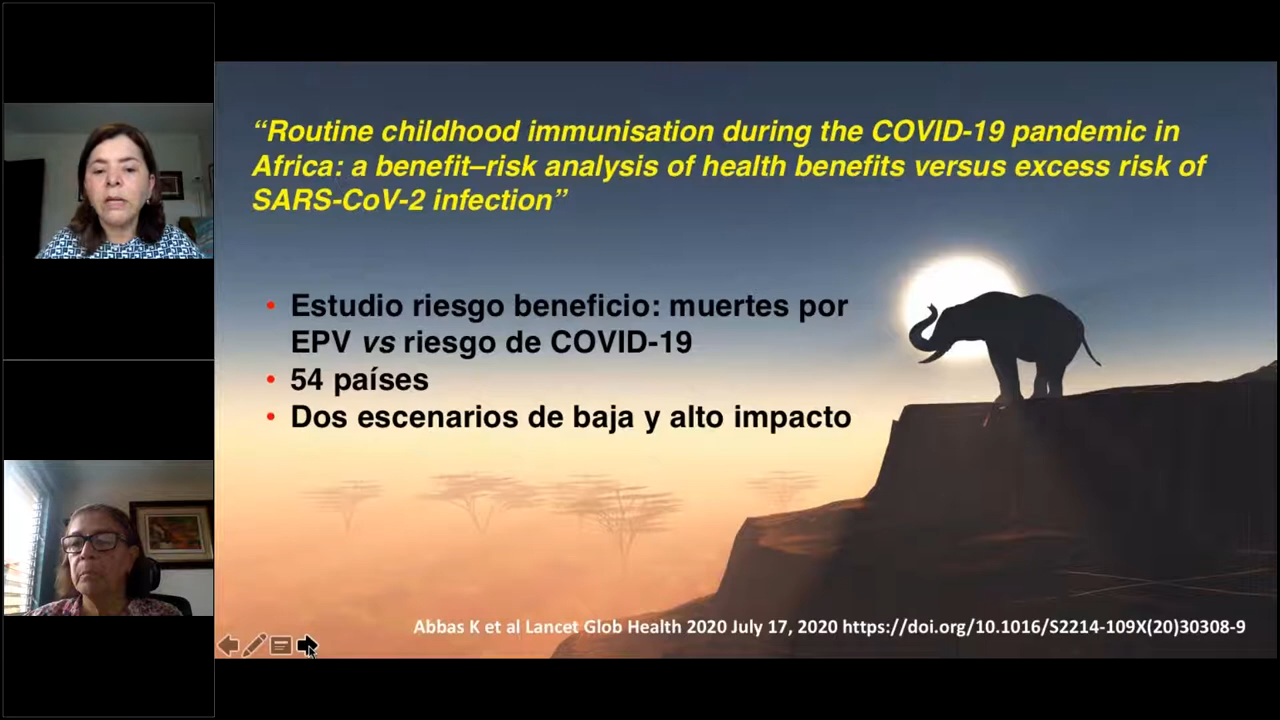 “Routine childhood immunisation during the COVID-19 pandemic in
Africa: a benefit–risk analysis of health benefits versus excess risk of
SARS-CoV-2 infection”
• Estudio riesgo beneficio: muertes por
EPV vs riesgo de COVID-19
• 54 países
• Dos escenarios de baja y alto impacto
Abbas K et al Lancet Glob Health 2020 July 17, 2020 https://doi.org/10.1016/S2214-109X(20)30308-9